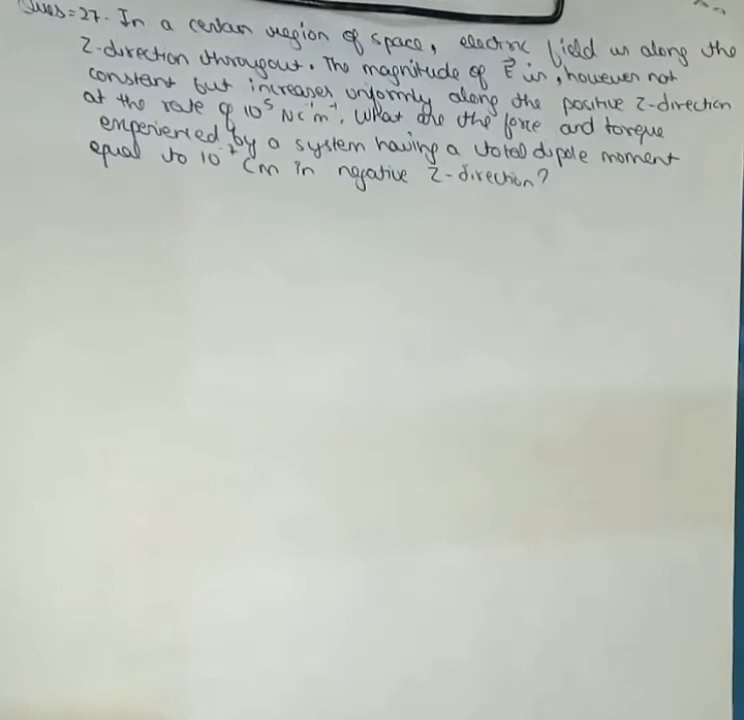 Ques=27. In a certain region of space, electric field is along the
Z-direction througout. The magnitude of E⃗ is, however not
constant but increases uniformly along the positive Z-direction
at the rate of 10⁵ NC⁻¹m⁻¹. What are the force and torque
experienced by a system having a total dipole moment
equal to 10⁻⁷ Cm in negative Z-direction?